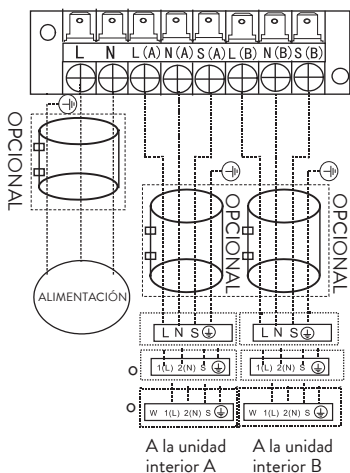 L N L(A) N(A) S(A) L(B) N(B) S(B)
OPCIONAL
OPCIONAL
OPCIONAL
ALIMENTACIÓN
L N S
L N S
1(L) 2(N) S
1(L) 2(N) S
o
W 1(L) 2(N) S
W 1(L) 2(N) S
o
A la unidad
interior A
A la unidad
interior B